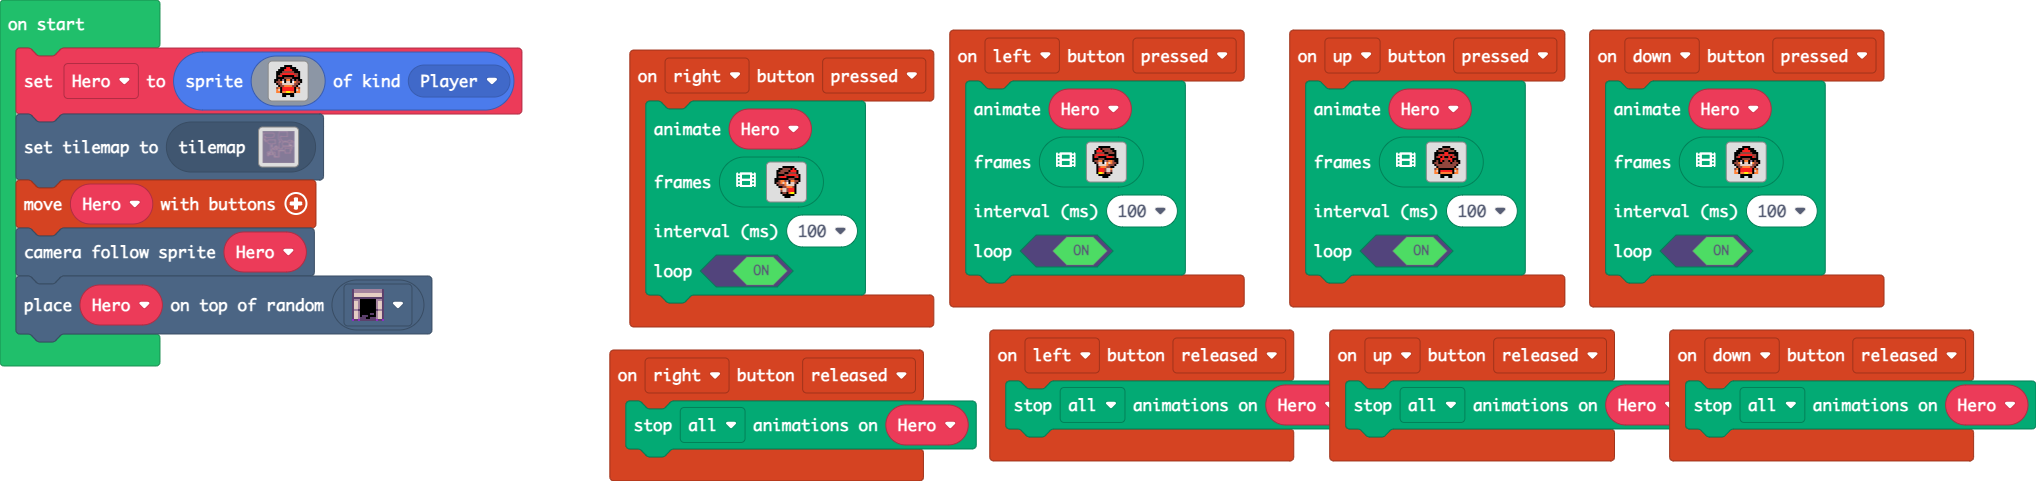 on start
set Hero to sprite of kind Player
set tilemap to tilemap
move Hero with buttons
camera follow sprite Hero
place Hero on top of random
on right button pressed
animate Hero
frames
interval (ms) 100
loop ON
on left button pressed
animate Hero
frames
interval (ms) 100
loop ON
on up button pressed
animate Hero
frames
interval (ms) 100
loop ON
on down button pressed
animate Hero
frames
interval (ms) 100
loop ON
on right button released
stop all animations on Hero
on left button released
stop all animations on Hero
on up button released
stop all animations on Hero
on down button released
stop all animations on Hero